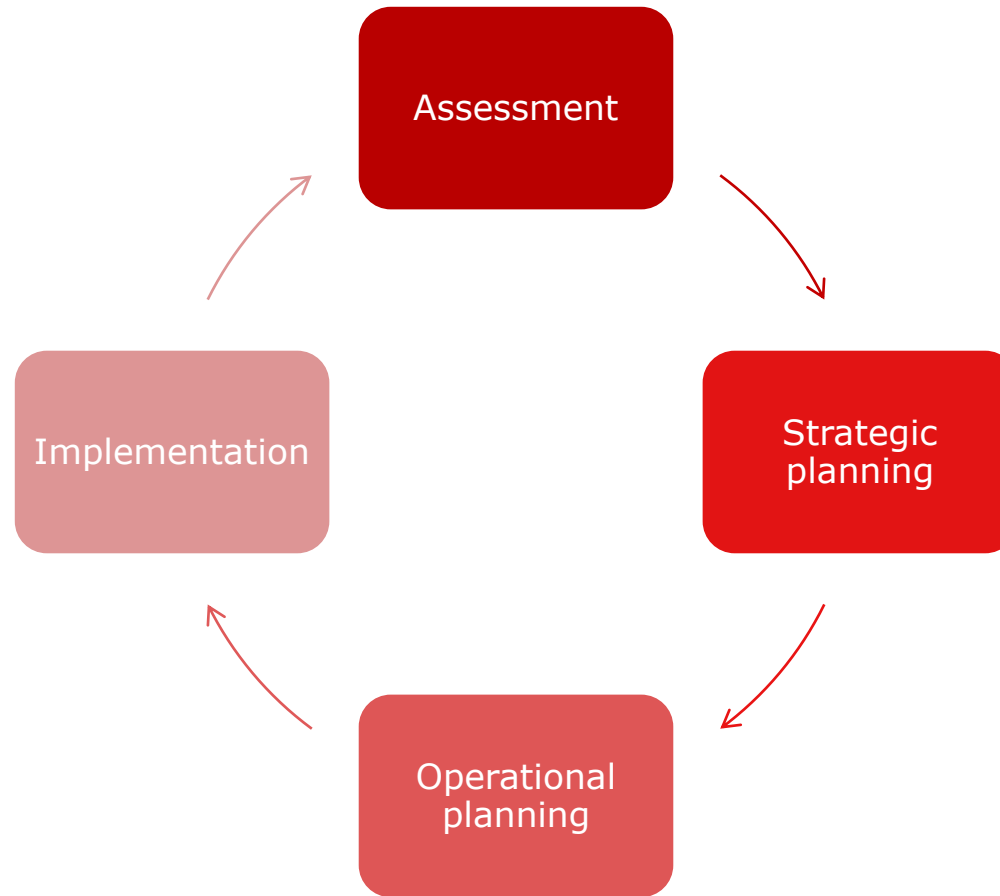 Assessment
Strategic
planning
Operational
planning
Implementation